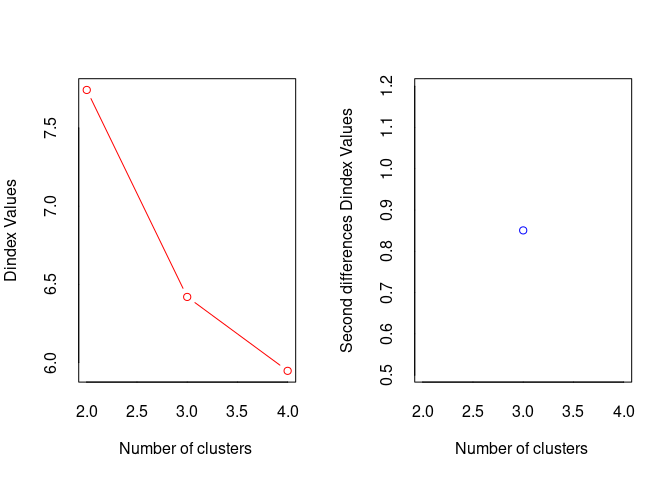 Dindex Values
7.5
7.0
6.5
6.0
2.0 2.5 3.0 3.5 4.0
Number of clusters
Second differences Dindex Values
1.2
1.1
1.0
0.9
0.8
0.7
0.6
0.5
2.0 2.5 3.0 3.5 4.0
Number of clusters